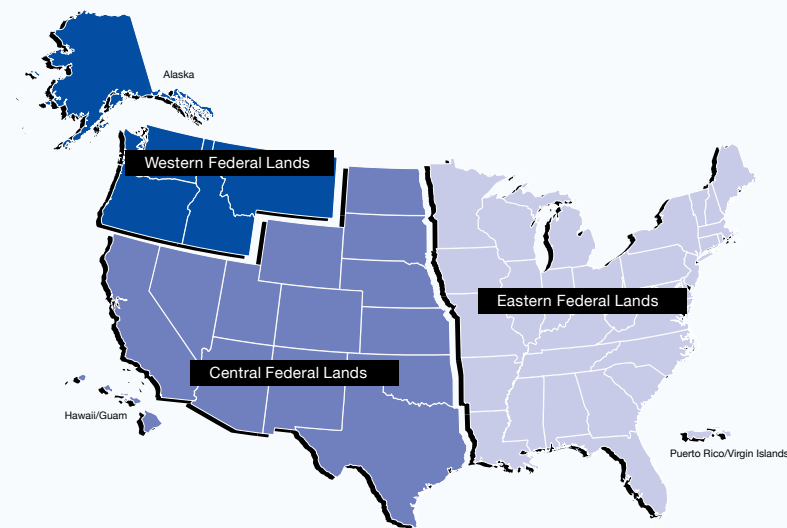 Alaska
Western Federal Lands
Eastern Federal Lands
Central Federal Lands
Hawaii/Guam
Puerto Rico/Virgin Islands